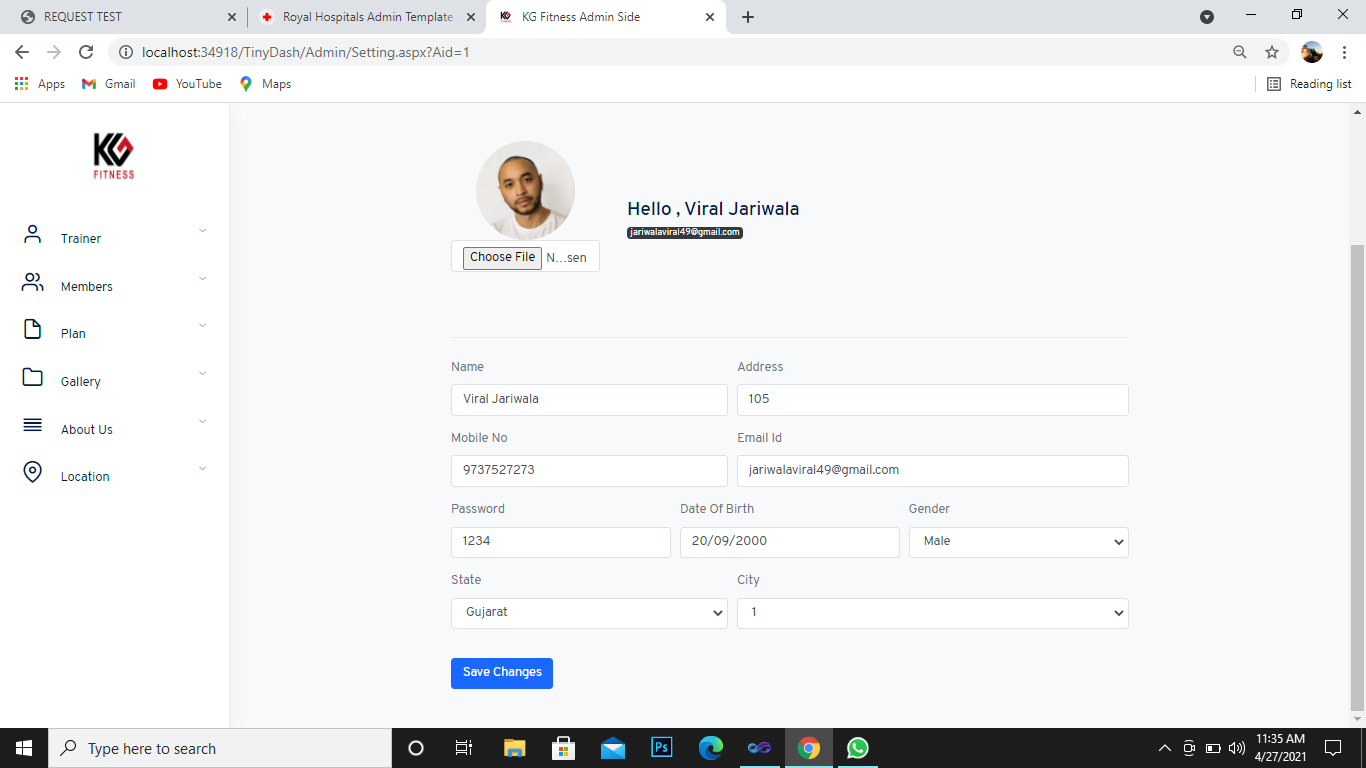 REQUEST TEST
Royal Hospitals Admin Template
KG Fitness Admin Side
localhost:34918/TinyDash/Admin/Setting.aspx?Aid=1
Apps Gmail YouTube Maps Reading list
KG
FITNESS
Trainer
Members
Plan
Gallery
About Us
Location
Hello , Viral Jariwala
jariwalaviral49@gmail.com
Choose File N...sen
Name Address
Viral Jariwala 105
Mobile No Email Id
9737527273 jariwalaviral49@gmail.com
Password Date Of Birth Gender
1234 20/09/2000 Male
State City
Gujarat 1
Save Changes
Type here to search
Ps
11:35 AM
4/27/2021